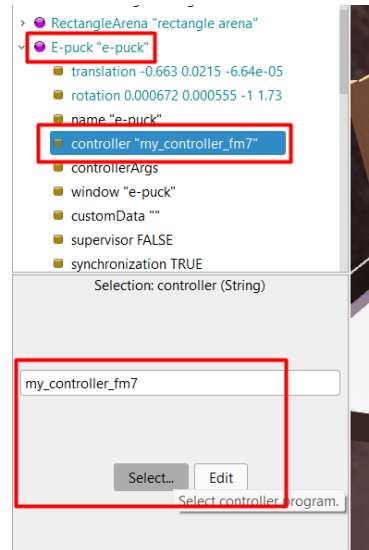 RectangleArena "rectangle arena"
E-puck "e-puck"
translation -0.663 0.0215 -6.64e-05
rotation 0.000672 0.000555 -1 1.73
name "e-puck"
controller "my_controller_fm7"
controllerArgs
window "e-puck"
customData ""
supervisor FALSE
synchronization TRUE
Selection: controller (String)
my_controller_fm7
Select... Edit
Select controller program.